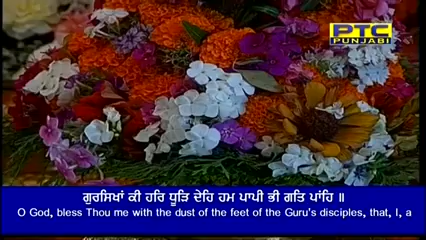 PTC
PUNJABI
ਗੁਰਸਿਖਾਂ ਕੀ ਹਰਿ ਧੂੜਿ ਦੇਹਿ ਹਮ ਪਾਪੀ ਭੀ ਗਤਿ ਪਾਂਹਿ ॥
O God, bless Thou me with the dust of the feet of the Guru's disciples, that, I, a